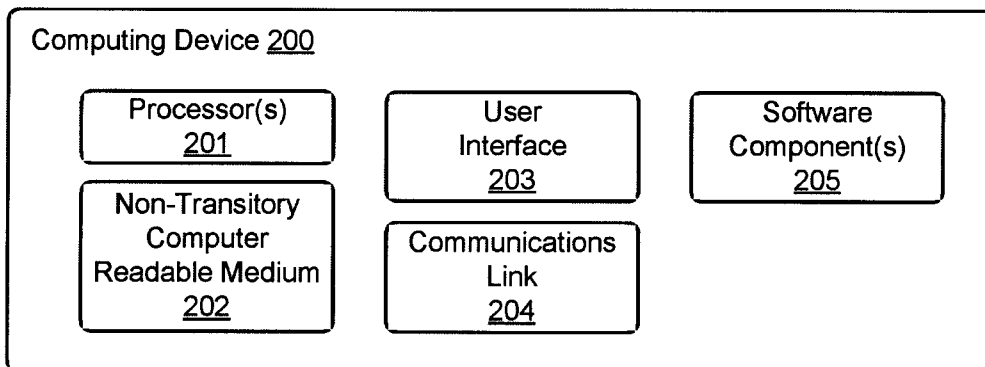 Computing Device 200
Processor(s)
201
Non-Transitory
Computer
Readable Medium
202
User
Interface
203
Communications
Link
204
Software
Component(s)
205